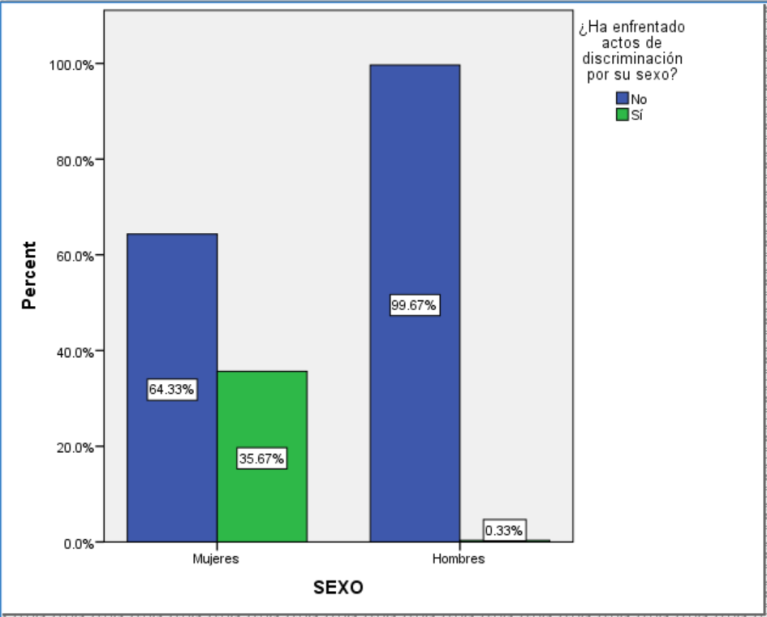 ¿Ha enfrentado
actos de
discriminación
por su sexo?
No
Sí
Percent
100.0%
80.0%
60.0%
40.0%
20.0%
0.0%
64.33%
35.67%
99.67%
0.33%
Mujeres
Hombres
SEXO